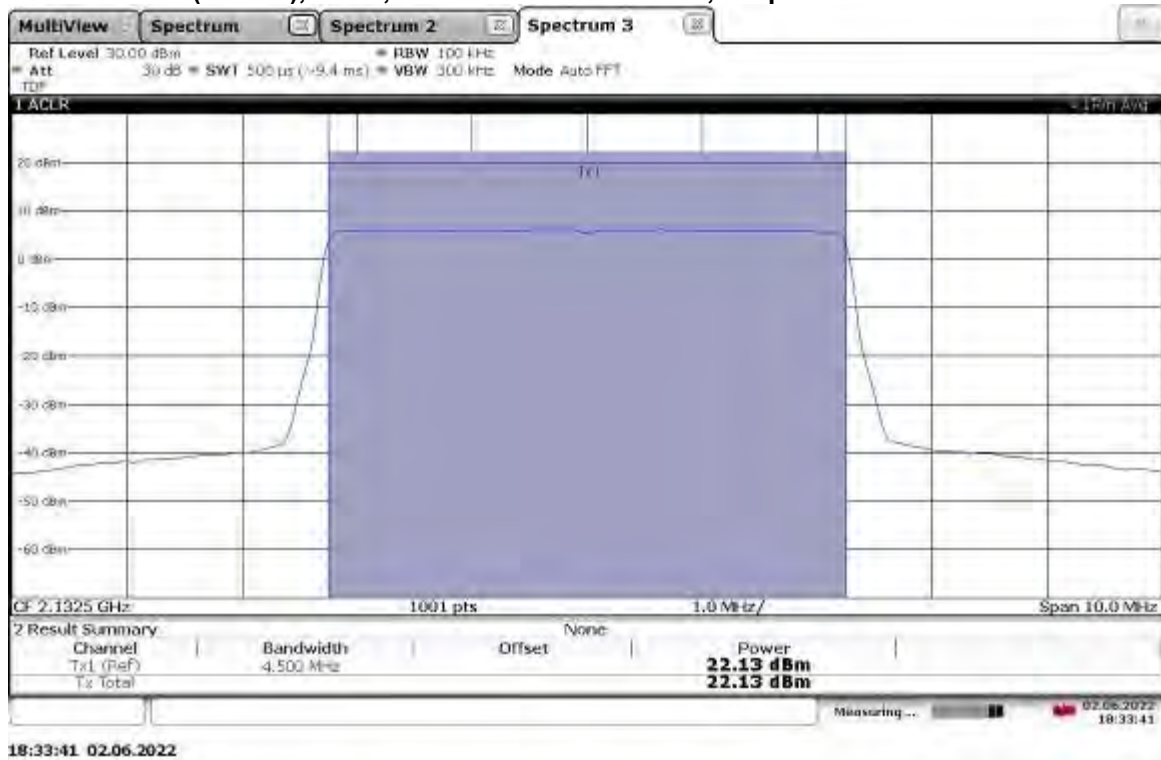 MultiView Spectrum Spectrum 2 Spectrum 3
Ref Level 30.00 dBm RBW 100 kHz
Att 30 dB SWT 500 µs (~9.4 ms) VBW 300 kHz Mode Auto FFT
TDF
1 ACLR 1Rm Avg
20 dBm
Tx1
10 dBm
0 dBm
-10 dBm
-20 dBm
-30 dBm
-40 dBm
-50 dBm
-60 dBm
CF 2.1325 GHz 1001 pts 1.0 MHz/ Span 10.0 MHz
2 Result Summary None
Channel Bandwidth Offset Power
Tx1 (Ref) 4.500 MHz 22.13 dBm
Tx Total 22.13 dBm
Measuring... 02.06.2022
18:33:41
18:33:41 02.06.2022